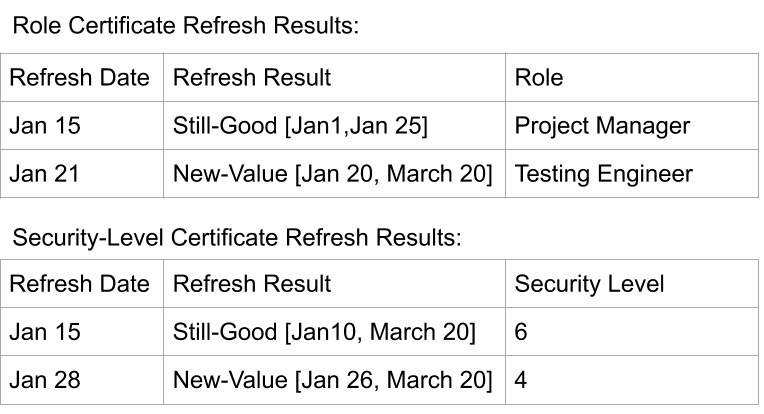 Role Certificate Refresh Results:
Refresh Date Refresh Result Role
Jan 15 Still-Good [Jan1,Jan 25] Project Manager
Jan 21 New-Value [Jan 20, March 20] Testing Engineer
Security-Level Certificate Refresh Results:
Refresh Date Refresh Result Security Level
Jan 15 Still-Good [Jan10, March 20] 6
Jan 28 New-Value [Jan 26, March 20] 4